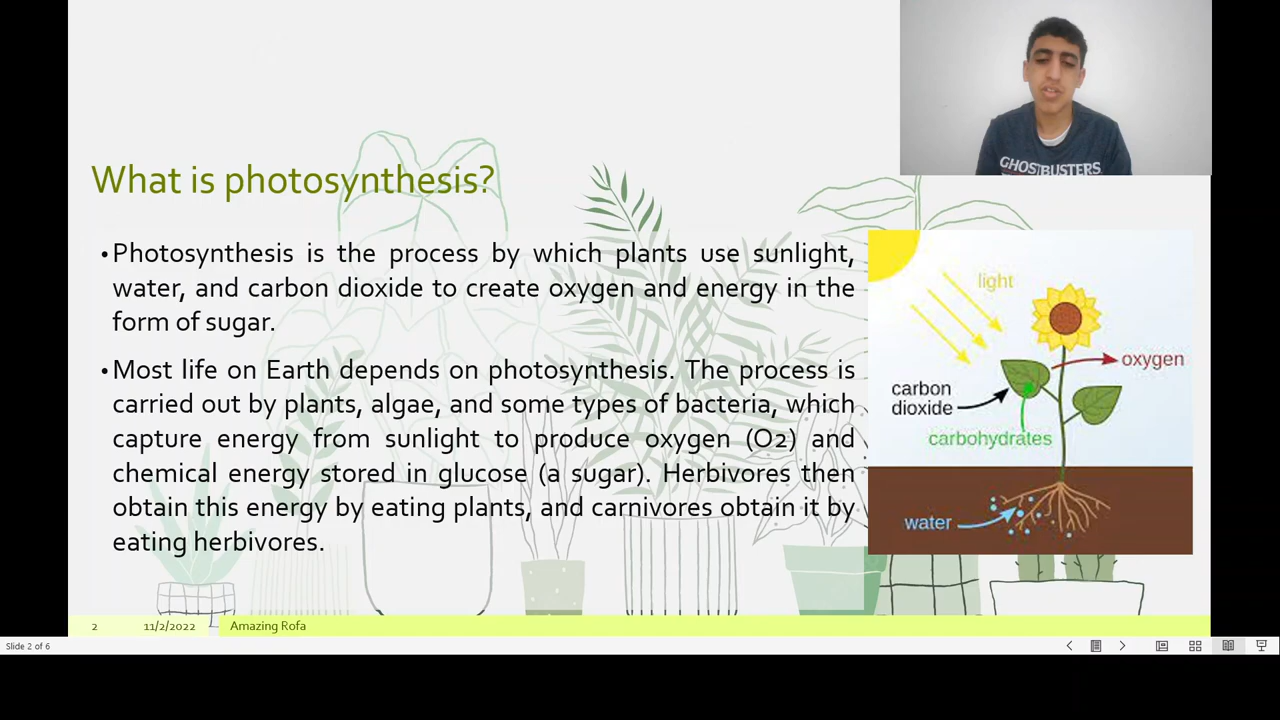 GHOSTBUSTERS
What is photosynthesis?
•Photosynthesis is the process by which plants use sunlight,
water, and carbon dioxide to create oxygen and energy in the
form of sugar.
•Most life on Earth depends on photosynthesis. The process is
carried out by plants, algae, and some types of bacteria, which
capture energy from sunlight to produce oxygen (O2) and
chemical energy stored in glucose (a sugar). Herbivores then
obtain this energy by eating plants, and carnivores obtain it by
eating herbivores.
light
oxygen
carbon
dioxide
carbohydrates
water
2 11/2/2022 Amazing Rofa
Slide 2 of 6